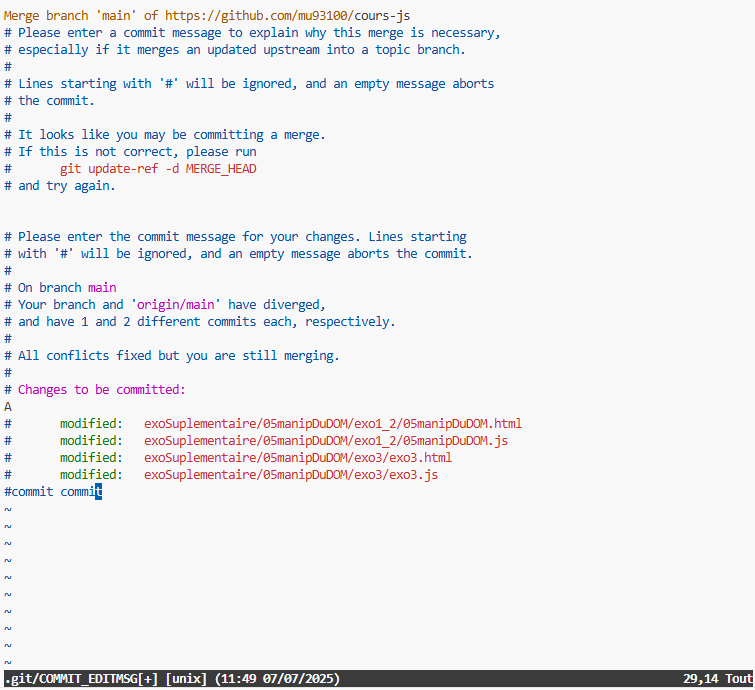 Merge branch 'main' of https://github.com/mu93100/cours-js
# Please enter a commit message to explain why this merge is necessary,
# especially if it merges an updated upstream into a topic branch.
#
# Lines starting with '#' will be ignored, and an empty message aborts
# the commit.
#
# It looks like you may be committing a merge.
# If this is not correct, please run
#       git update-ref -d MERGE_HEAD
# and try again.


# Please enter the commit message for your changes. Lines starting
# with '#' will be ignored, and an empty message aborts the commit.
#
# On branch main
# Your branch and 'origin/main' have diverged,
# and have 1 and 2 different commits each, respectively.
#
# All conflicts fixed but you are still merging.
#
# Changes to be committed:
A
#       modified:   exoSuplementaire/05manipDuDOM/exo1_2/05manipDuDOM.html
#       modified:   exoSuplementaire/05manipDuDOM/exo1_2/05manipDuDOM.js
#       modified:   exoSuplementaire/05manipDuDOM/exo3/exo3.html
#       modified:   exoSuplementaire/05manipDuDOM/exo3/exo3.js
#commit commit
~
~
~
~
~
~
~
~
~
~
.git/COMMIT_EDITMSG[+] [unix] (11:49 07/07/2025) 29,14 Tout